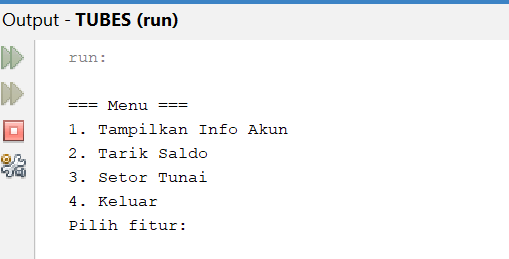 Output - TUBES (run)
run:
=== Menu ===
1. Tampilkan Info Akun
2. Tarik Saldo
3. Setor Tunai
4. Keluar
Pilih fitur: